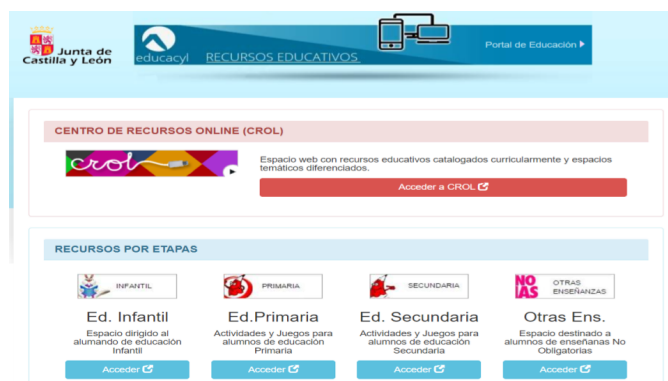 Junta de
Castilla y León
educacyl
RECURSOS EDUCATIVOS
Portal de Educación
CENTRO DE RECURSOS ONLINE (CROL)
crol
Espacio web con recursos educativos catalogados curricularmente y espacios
temáticos diferenciados.
Acceder a CROL
RECURSOS POR ETAPAS
INFANTIL
PRIMARIA
SECUNDARIA
NO
AS
OTRAS
ENSEÑANZAS
Ed. Infantil
Espacio dirigido al
alumando de educación
Infantil
Acceder
Ed.Primaria
Actividades y Juegos para
alumnos de educación
Primaria
Acceder
Ed. Secundaria
Actividades y Juegos para
alumnos de educación
Secundaria
Acceder
Otras Ens.
Espacio destinado a
alumnos de enseñanas No
Obligatorias
Acceder